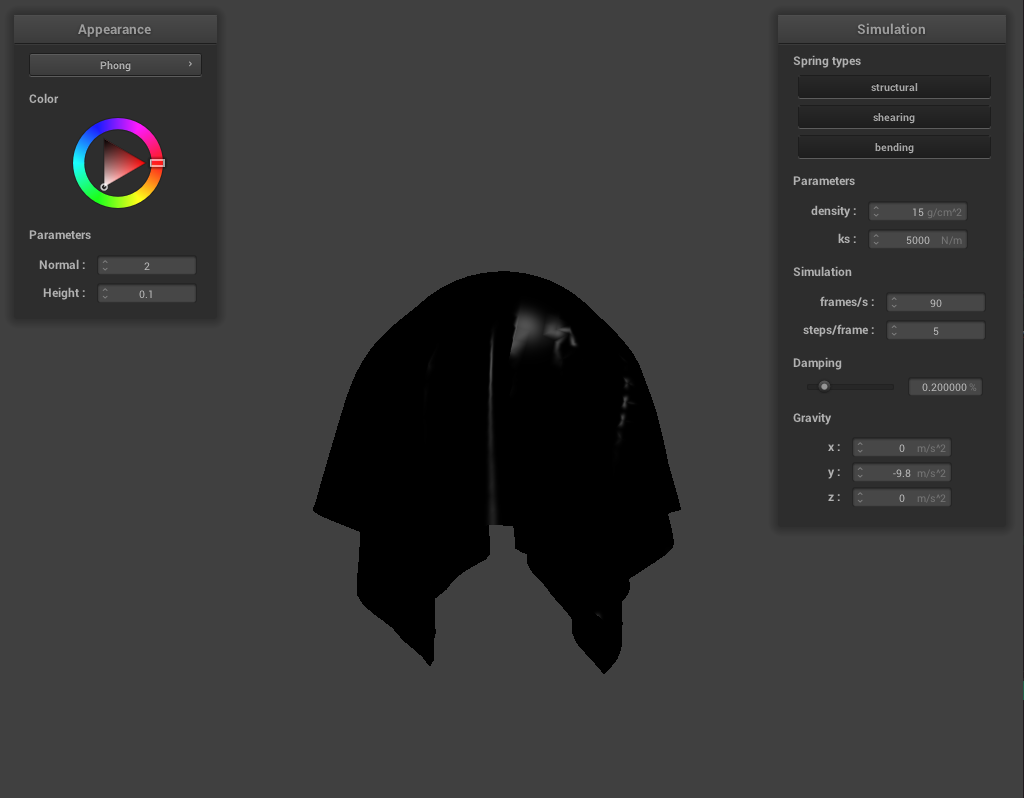 Appearance
Phong
Color
Parameters
Normal : 2
Height : 0.1
Simulation
Spring types
structural
shearing
bending
Parameters
density : 15 g/cm^2
ks : 5000 N/m
Simulation
frames/s : 90
steps/frame : 5
Damping
0.200000 %
Gravity
x : 0 m/s^2
y : -9.8 m/s^2
z : 0 m/s^2